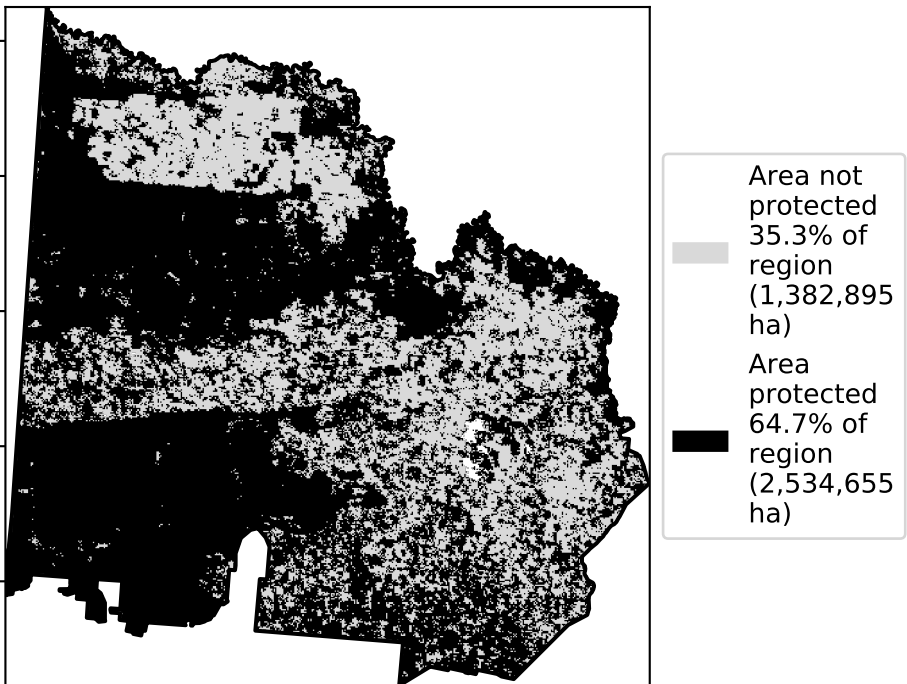 Area not
protected
35.3% of
region
(1,382,895
ha)
Area
protected
64.7% of
region
(2,534,655
ha)